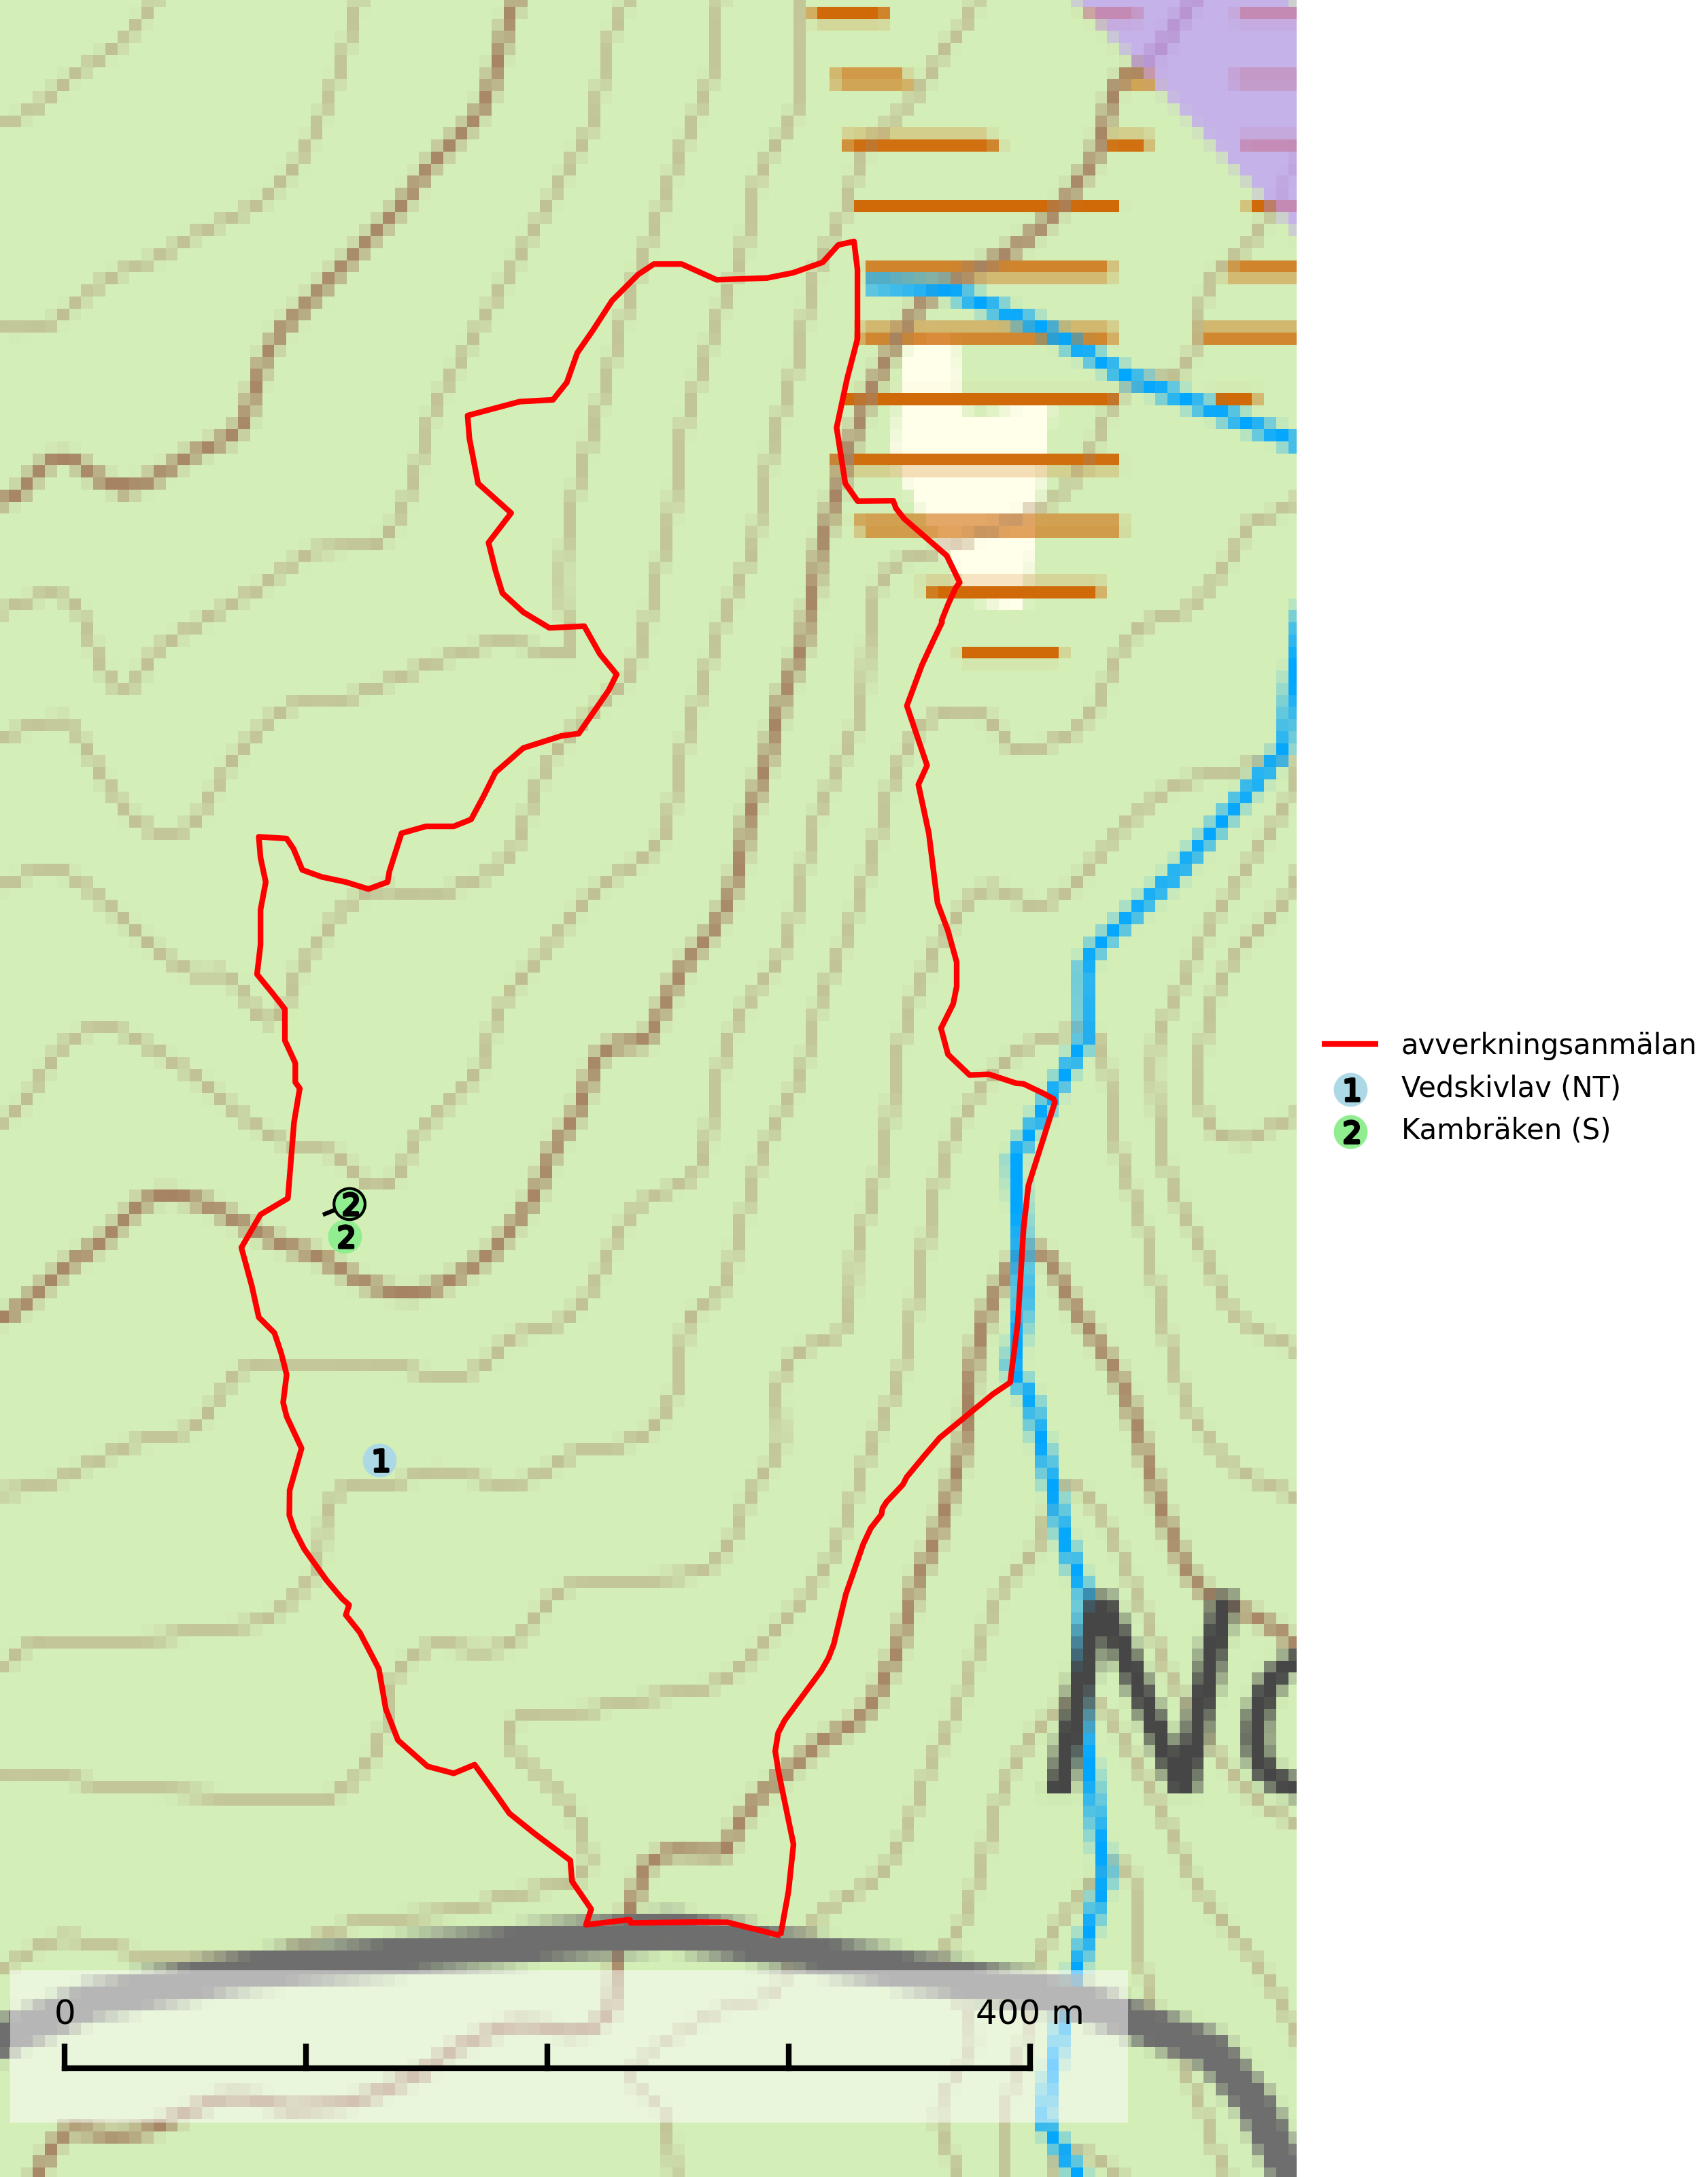 avverkningsanmälan
1 Vedskivlav (NT)
2 Kambräken (S)
2
2
1
N
0 400 m